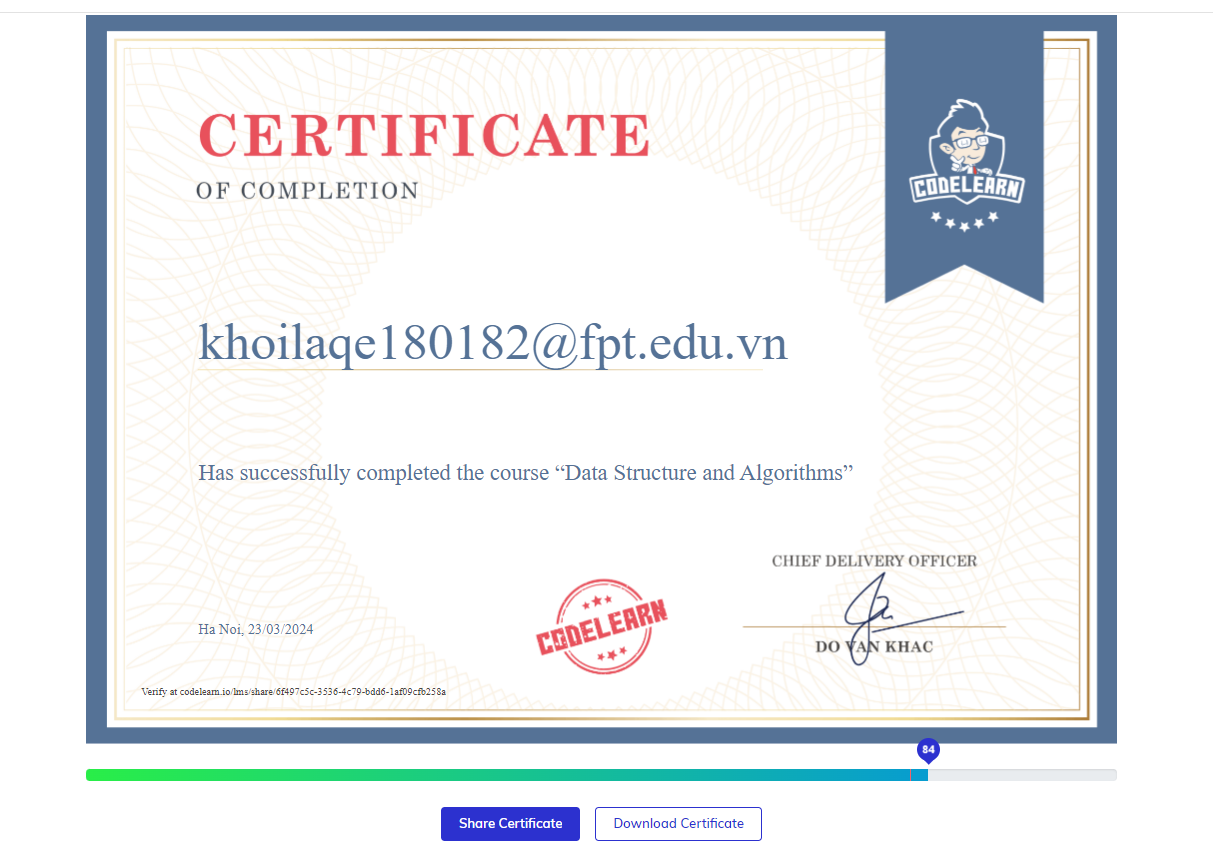 CERTIFICATE
OF COMPLETION
CODELEARN
khoilaqe180182@fpt.edu.vn
Has successfully completed the course “Data Structure and Algorithms”
CHIEF DELIVERY OFFICER
CODELEARN
Ha Noi, 23/03/2024
DO VAN KHAC
Verify at codelearn.io/lms/share/6f497c5c-3536-4c79-bdd6-1af09cfb258a
84
Share Certificate
Download Certificate